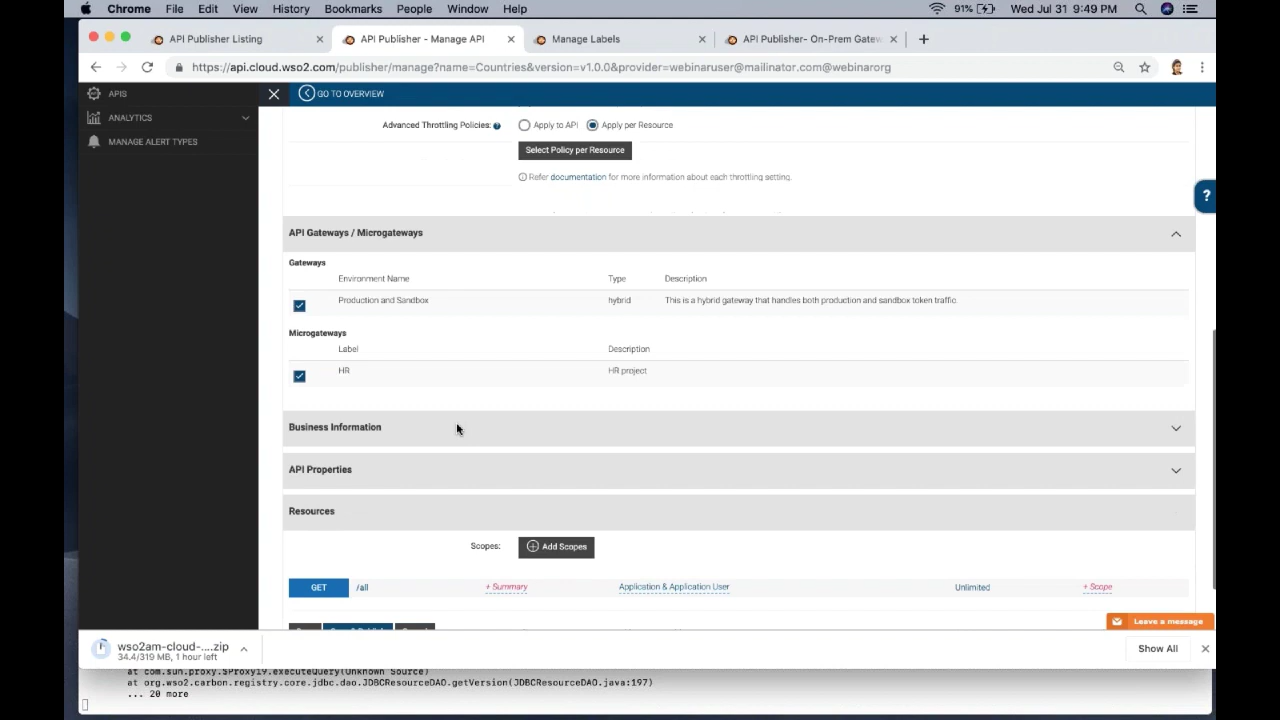 Chrome File Edit View History Bookmarks People Window Help 91% Wed Jul 31 9:49 PM
API Publisher Listing API Publisher - Manage API Manage Labels API Publisher- On-Prem Gatew
https://api.cloud.wso2.com/publisher/manage?name=Countries&version=v1.0.0&provider=webinaruser@mailinator.com@webinarorg
APIS
GO TO OVERVIEW
ANALYTICS
MANAGE ALERT TYPES
Advanced Throttling Policies: Apply to API Apply per Resource
Select Policy per Resource
Refer documentation for more information about each throttling setting.
?
API Gateways / Microgateways
Gateways
Environment Name Type Description
Production and Sandbox hybrid This is a hybrid gateway that handles both production and sandbox token traffic.
Microgateways
Label Description
HR HR project
Business Information
API Properties
Resources
Scopes: Add Scopes
GET /all + Summary Application & Application User Unlimited + Scope
Leave a message
wso2am-cloud-....zip
34.4/319 MB, 1 hour left
Show All
at com.sun.proxy.$Proxy19.executeQuery(Unknown Source)
at org.wso2.carbon.registry.core.jdbc.dao.JDBCResourceDAO.getVersion(JDBCResourceDAO.java:197)
... 20 more